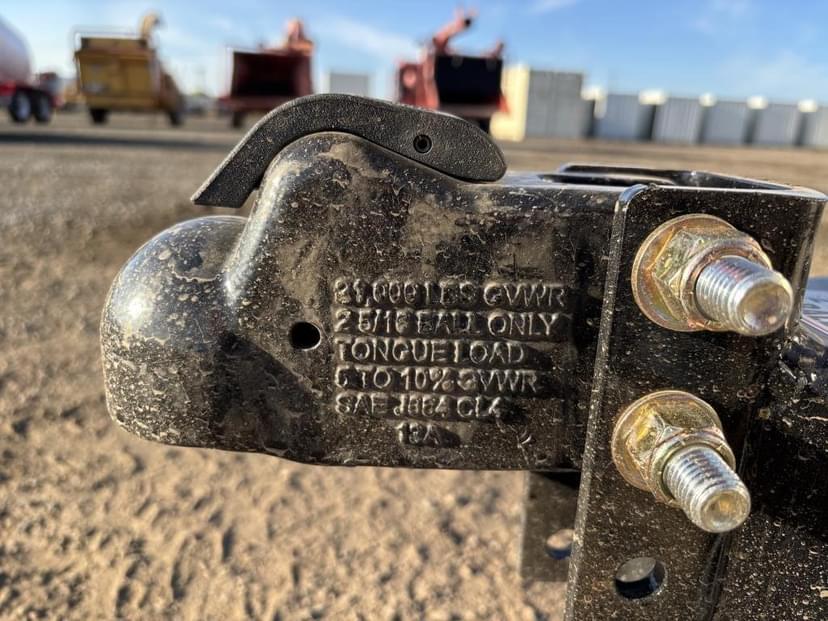 21,000 LBS GVWR
2 5/16 BALL ONLY
TONGUE LOAD
5 TO 10% GVWR
SAE J684 CL4
13A